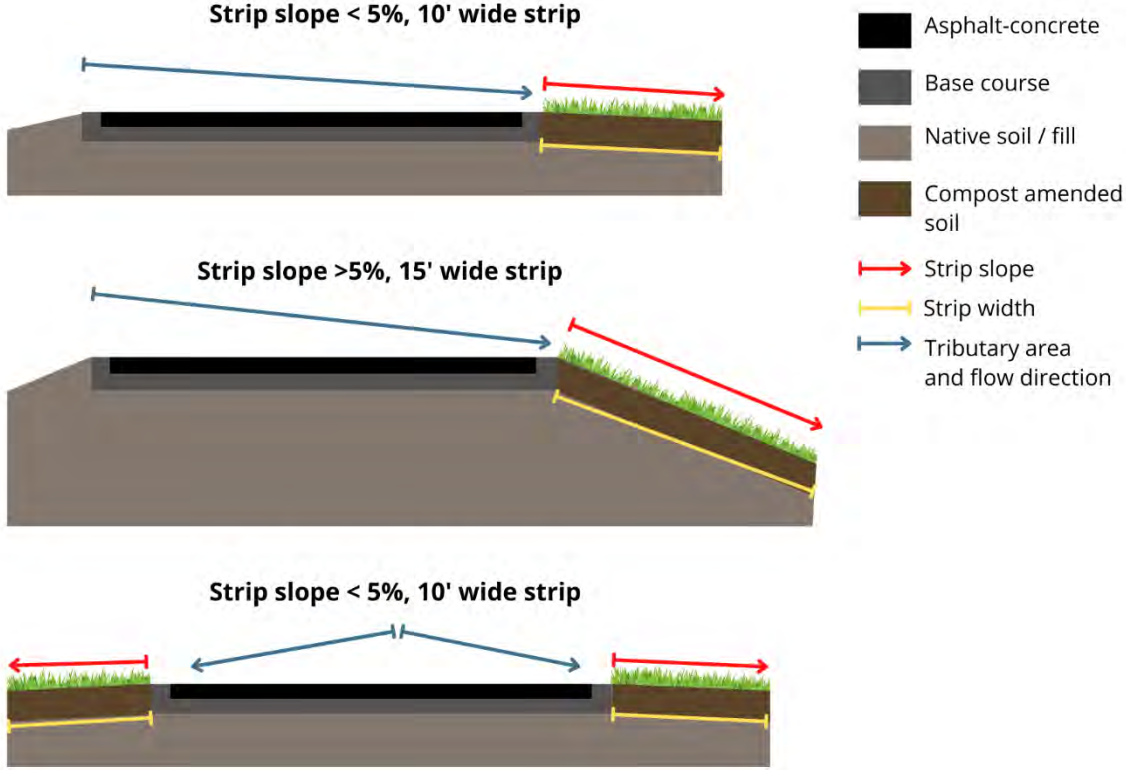 Strip slope < 5%, 10' wide strip
Asphalt-concrete
Base course
Native soil / fill
Compost amended
soil
Strip slope >5%, 15' wide strip
Strip slope
Strip width
Tributary area
and flow direction
Strip slope < 5%, 10' wide strip